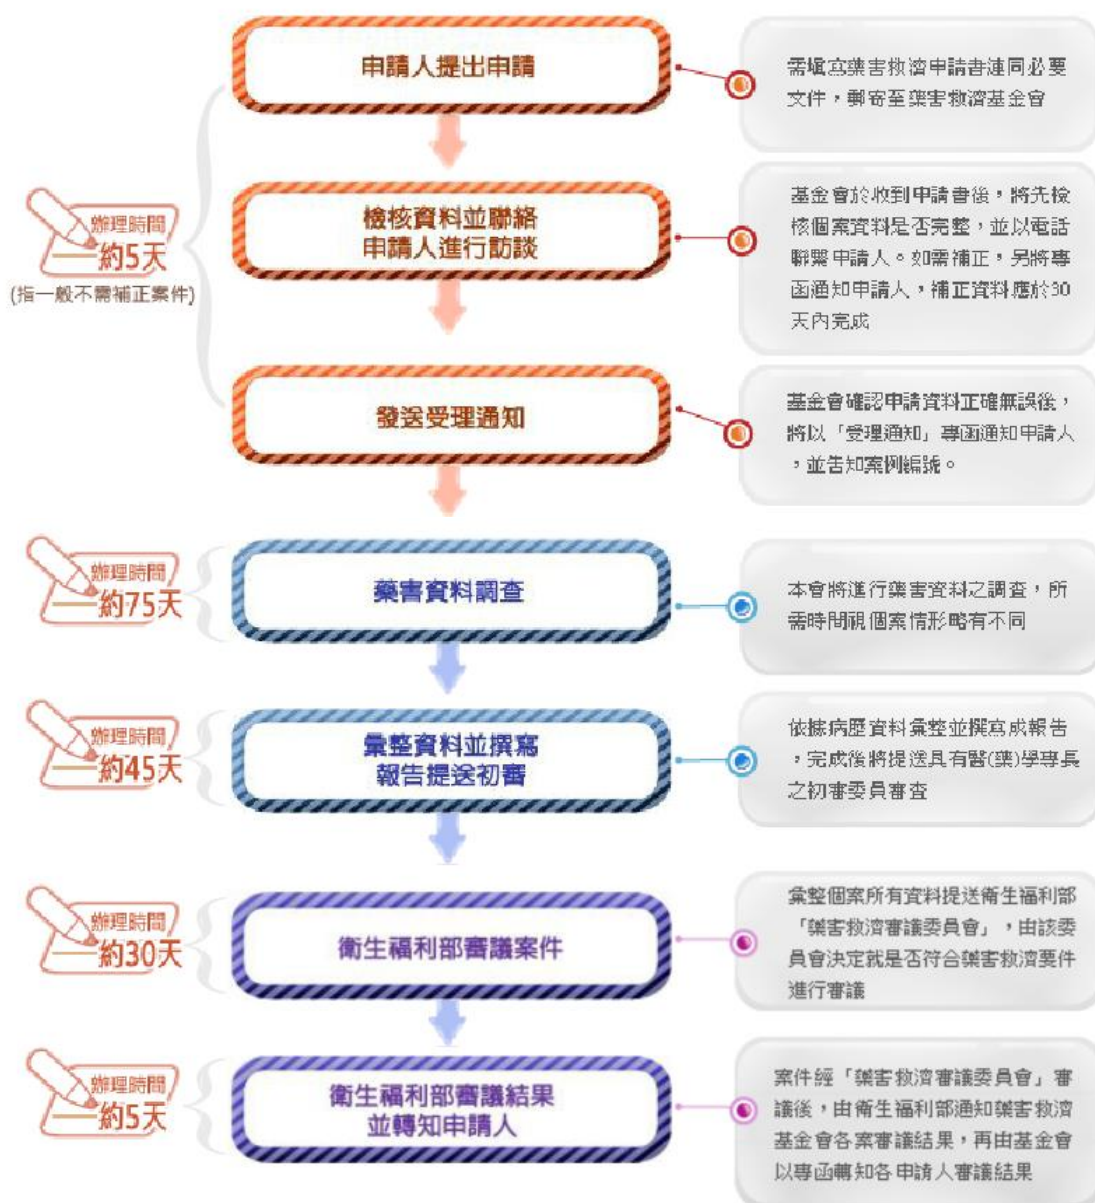 申請人提出申請
需填寫藥害救濟申請書連同必要
文件，郵寄至藥害救濟基金會
辦理時間
約5天
(指一般不需補正案件)
檢核資料並聯絡
申請人進行訪談
基金會於收到申請書後，將先檢
核個案資料是否完整，並以電話
聯繫申請人。如需補正，另將專
函通知申請人，補正資料應於30
天內完成
發送受理通知
基金會確認申請資料正確無誤後，
將以「受理通知」專函通知申請人
，並告知案例編號。
辦理時間
約75天
藥害資料調查
本會將進行藥害資料之調查，所
需時間視個案情形略有不同
辦理時間
約45天
彙整資料並撰寫
報告提送初審
依據病歷資料彙整並撰寫成報告
，完成後將提送具有醫(藥)學專長
之初審委員審查
辦理時間
約30天
衛生福利部審議案件
彙整個案所有資料提送衛生福利部
「藥害救濟審議委員會」，由該委
員會決定就是否符合藥害救濟要件
進行審議
辦理時間
約5天
衛生福利部審議結果
並轉知申請人
案件經「藥害救濟審議委員會」審
議後，由衛生福利部通知藥害救濟
基金會各案審議結果，再由基金會
以專函轉知各申請人審議結果